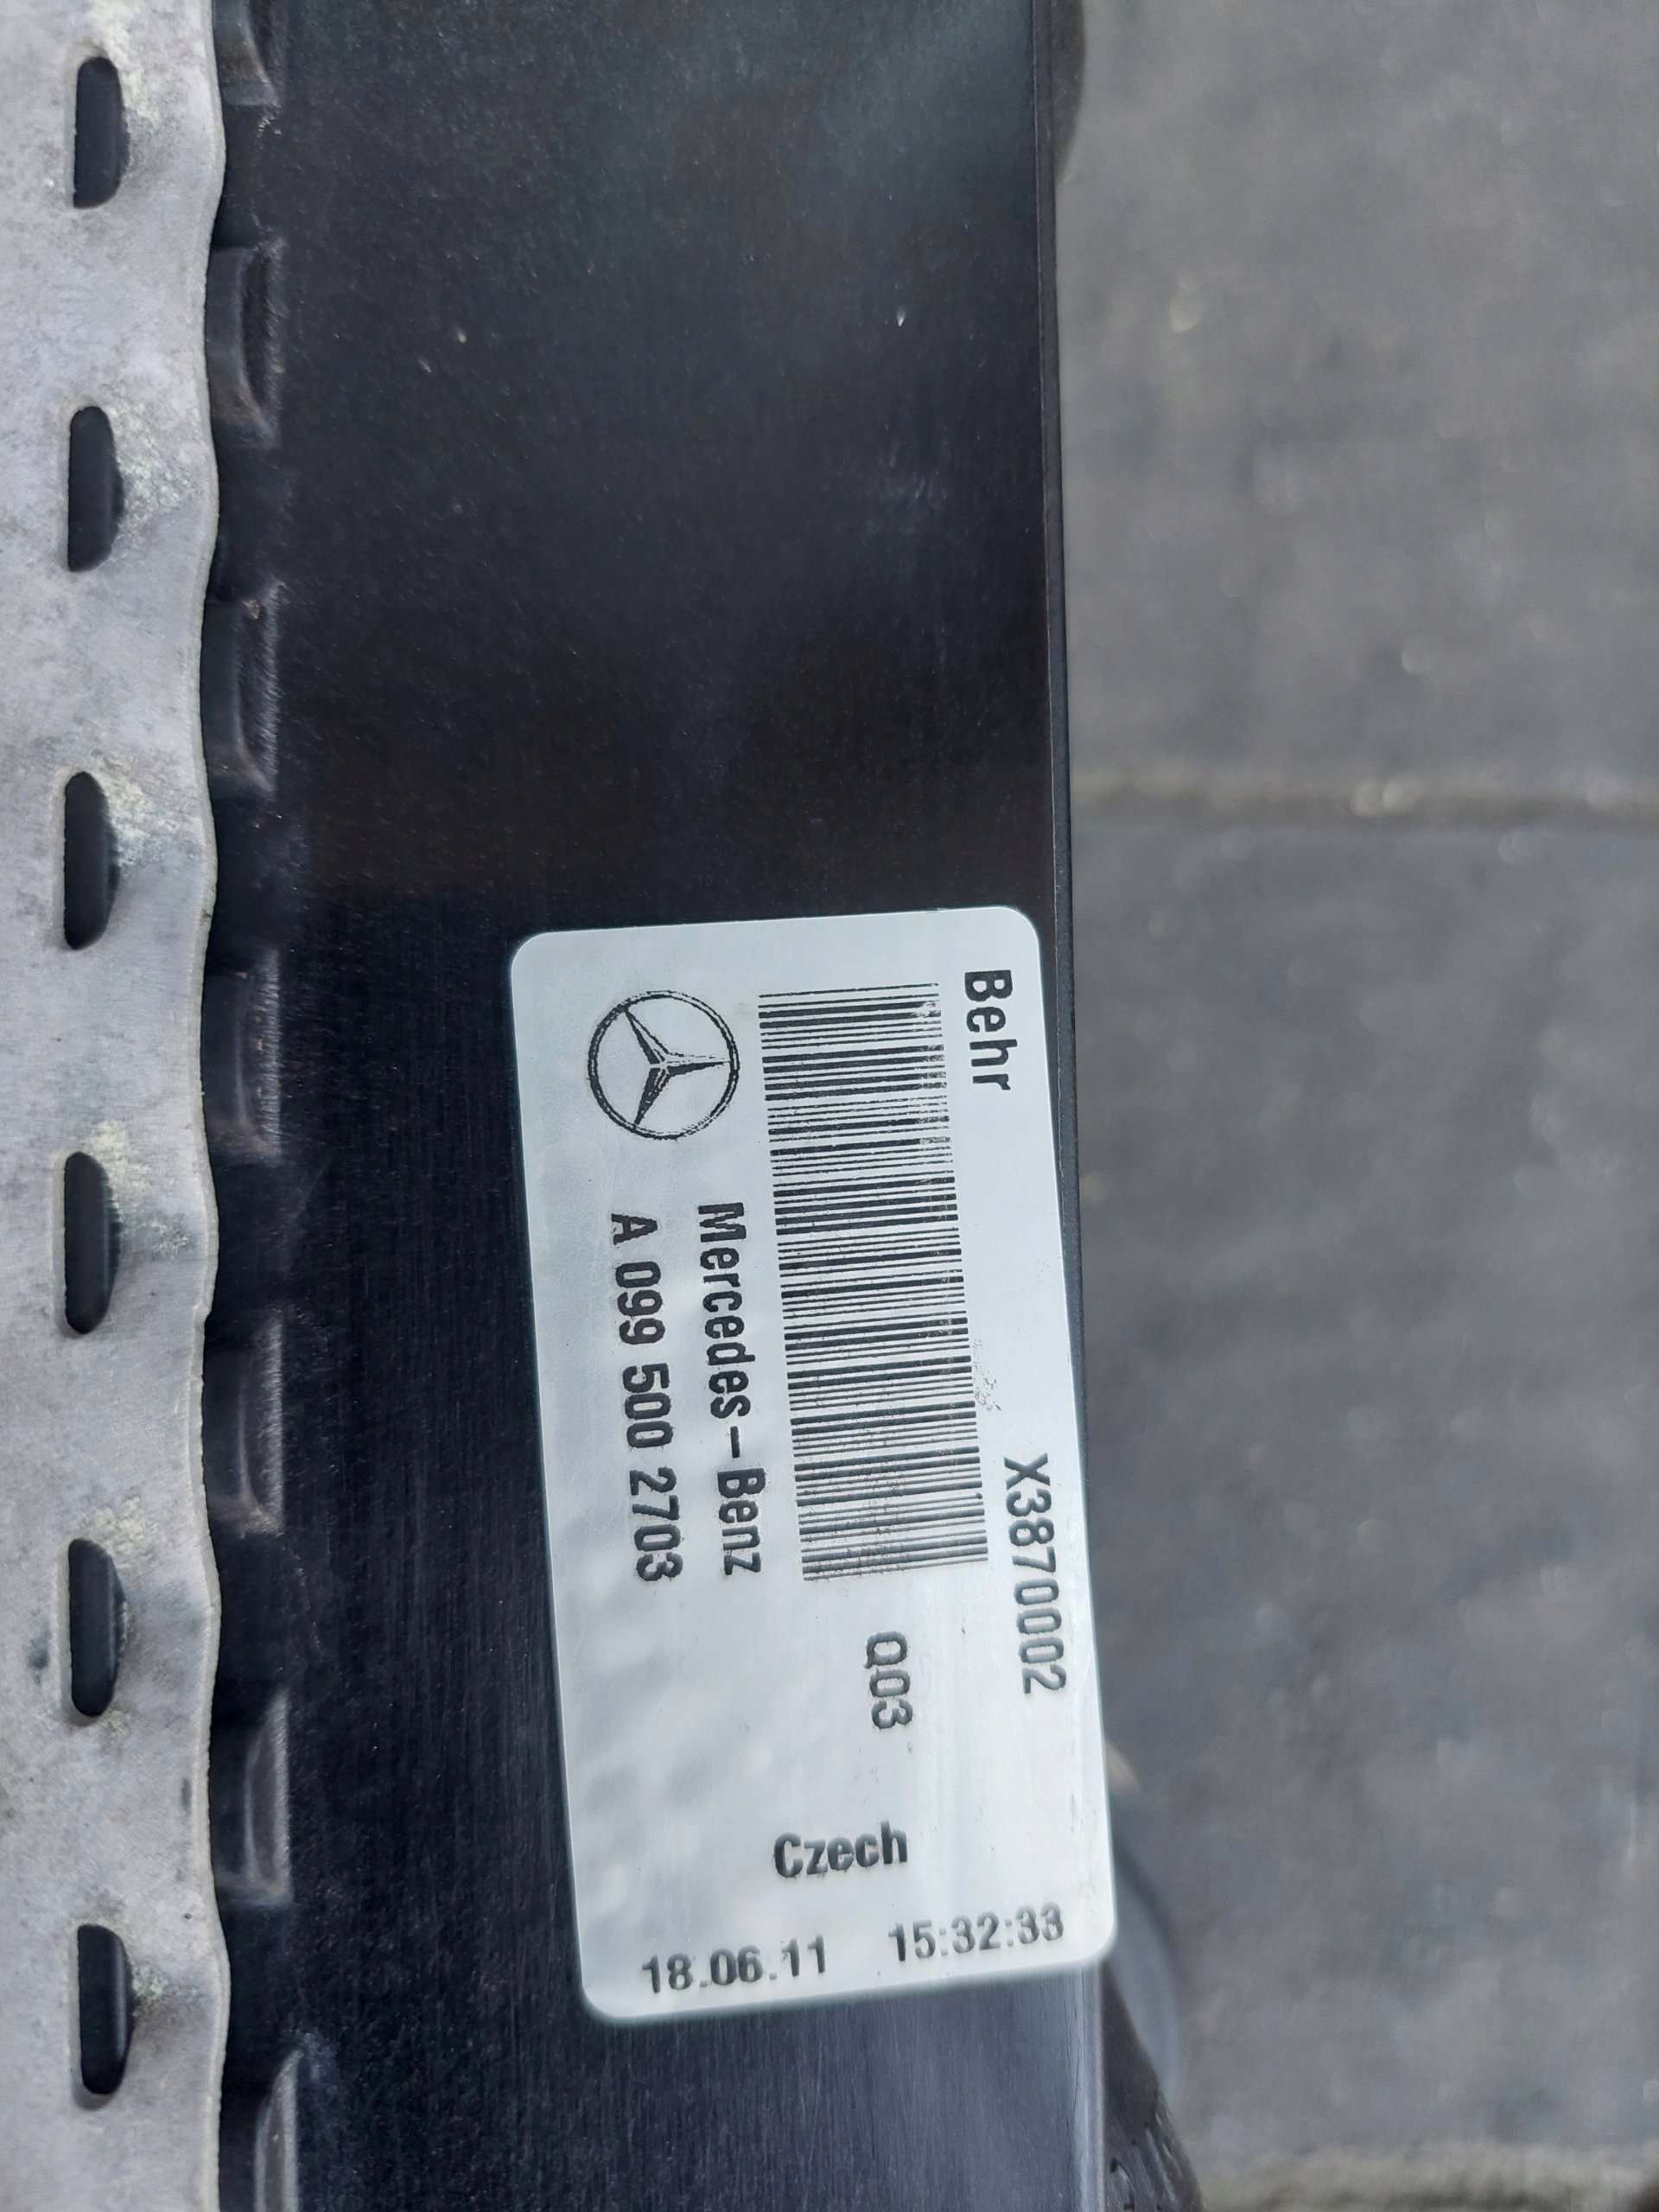 Behr
X3870002
Q03
Mercedes-Benz
A 099 500 2703
Czech
18.06.11 15:32:33